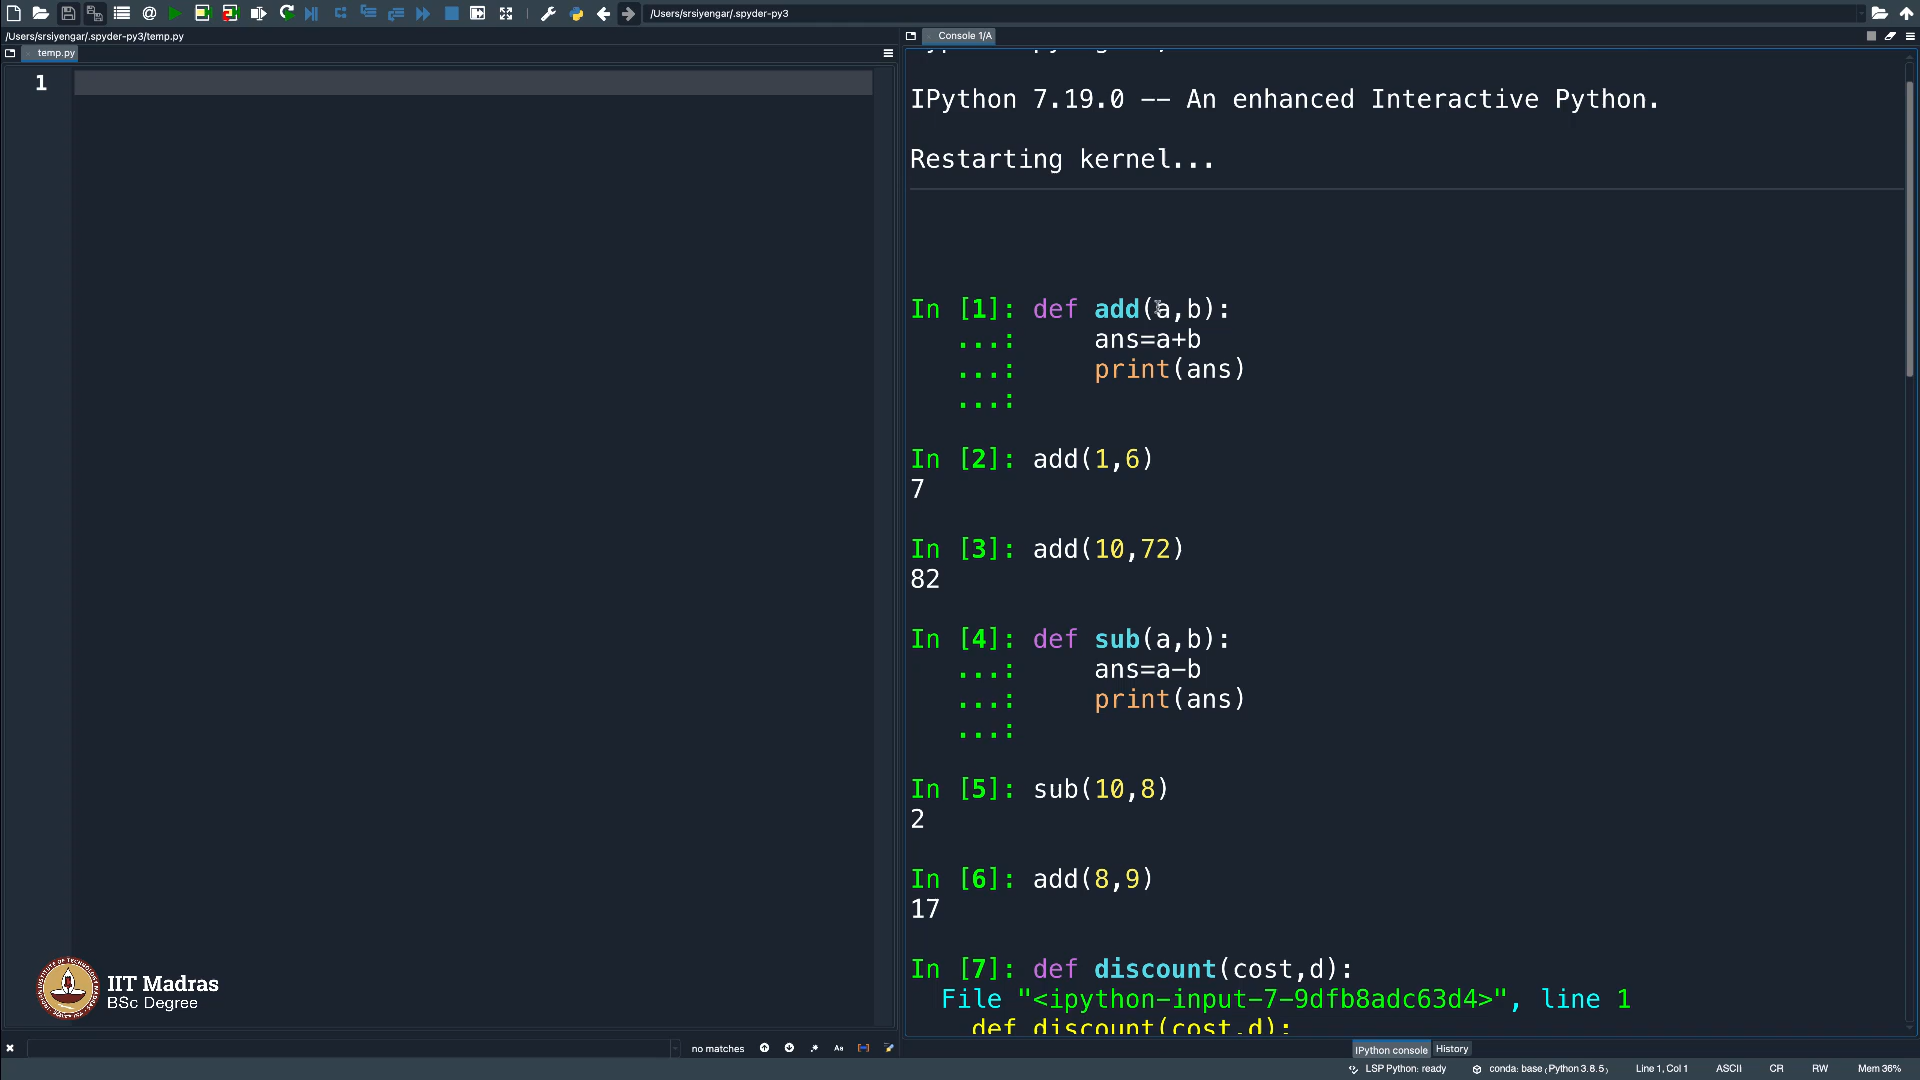 /Users/srsiyengar/.spyder-py3
/Users/srsiyengar/.spyder-py3/temp.py
Console 1/A
temp.py
1
IPython 7.19.0 -- An enhanced Interactive Python.
Restarting kernel...
In [1]: def add(a,b):
...: ans=a+b
...: print(ans)
...:
In [2]: add(1,6)
7
In [3]: add(10,72)
82
In [4]: def sub(a,b):
...: ans=a-b
...: print(ans)
...:
In [5]: sub(10,8)
2
In [6]: add(8,9)
17
In [7]: def discount(cost,d):
File "<ipython-input-7-9dfb8adc63d4>", line 1
def discount(cost,d):
IIT Madras
BSc Degree
no matches
Aa
IPython console
History
LSP Python: ready
conda: base (Python 3.8.5)
Line 1, Col 1
ASCII
CR
RW
Mem 36%